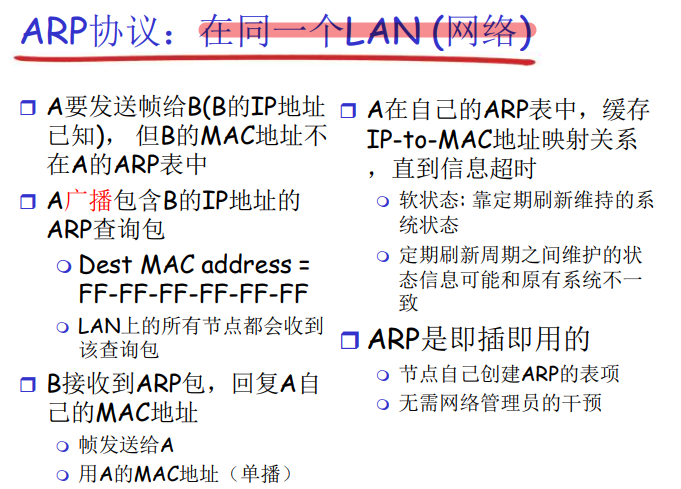 ARP协议：在同一个LAN (网络)
A要发送帧给B(B的IP地址
已知)， 但B的MAC地址不
在A的ARP表中
A广播包含B的IP地址的
ARP查询包
Dest MAC address =
FF-FF-FF-FF-FF-FF
LAN上的所有节点都会收到
该查询包
B接收到ARP包，回复A自
己的MAC地址
帧发送给A
用A的MAC地址（单播）
A在自己的ARP表中，缓存
IP-to-MAC地址映射关系
，直到信息超时
软状态: 靠定期刷新维持的系
统状态
定期刷新周期之间维护的状
态信息可能和原有系统不一
致
ARP是即插即用的
节点自己创建ARP的表项
无需网络管理员的干预